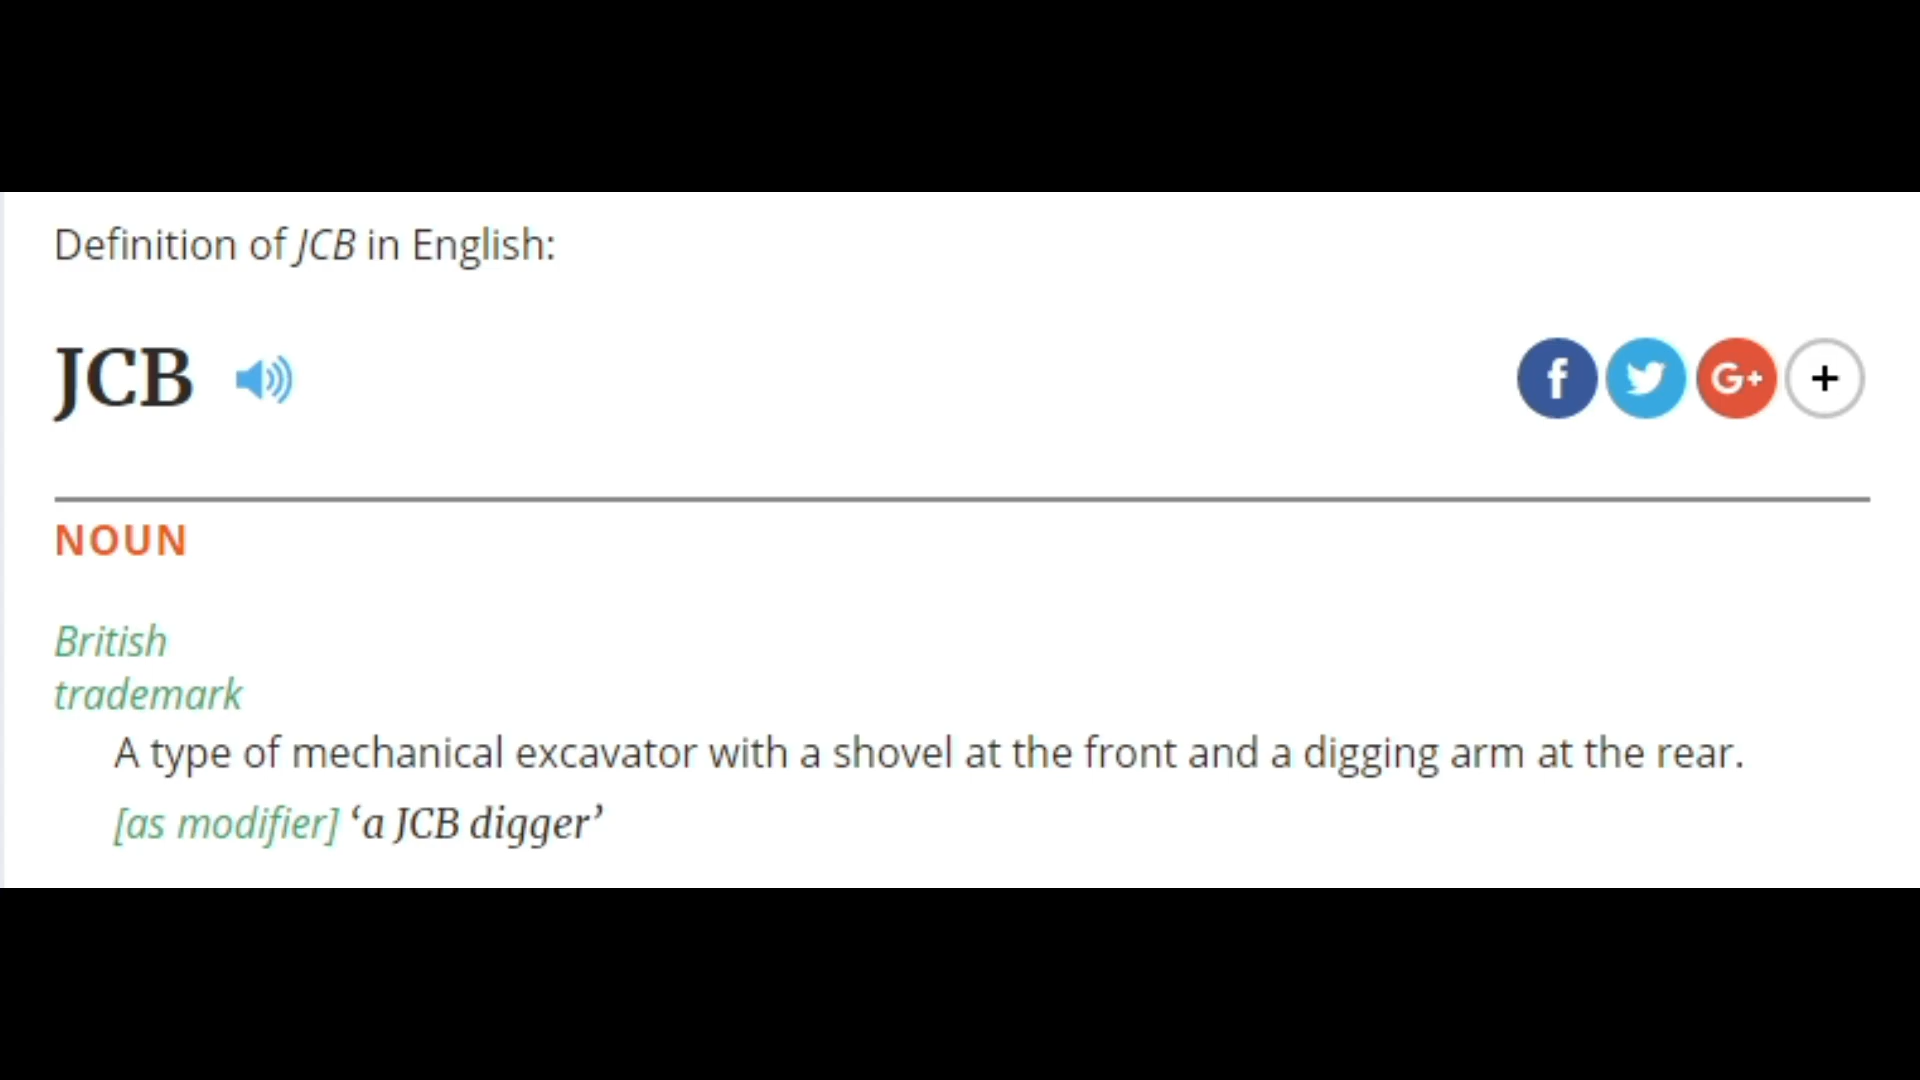 Definition of JCB in English:
JCB
f
G+
+
NOUN
British
trademark
A type of mechanical excavator with a shovel at the front and a digging arm at the rear.
[as modifier] ‘a JCB digger’